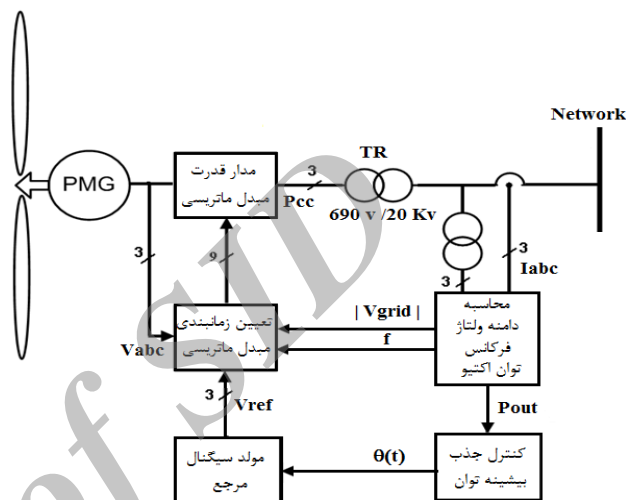 Network
TR
PMG
مدار قدرت
مبدل ماتریسی
3
Pcc
690 v /20 Kv
3
Iabc
3
9
3
محاسبه
دامنه ولتاژ
فرکانس
توان اکتیو
| Vgrid |
f
تعیین زمانبندی
مبدل ماتریسی
Vabc
3
Vref
Pout
مولد سیگنال
مرجع
θ(t)
کنترل جذب
بیشینه توان
of SID